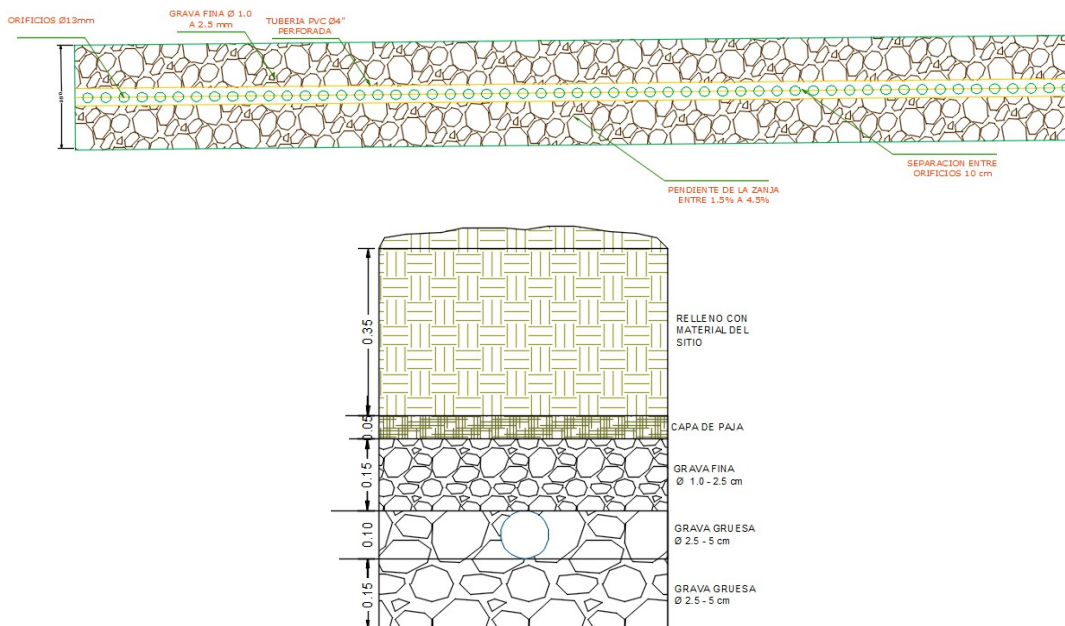 ORIFICIOS Ø13mm
GRAVA FINA Ø 1.0
A 2.5 mm
TUBERIA PVC Ø4"
PERFORADA
SEPARACION ENTRE
ORIFICIOS 10 cm
PENDIENTE DE LA ZANJA
ENTRE 1.5% A 4.5%
0.35
RELLENO CON
MATERIAL DEL
SITIO
0.05
CAPA DE PAJA
0.15
GRAVA FINA
Ø 1.0 - 2.5 cm
0.10
GRAVA GRUESA
Ø 2.5 - 5 cm
0.15
GRAVA GRUESA
Ø 2.5 - 5 cm